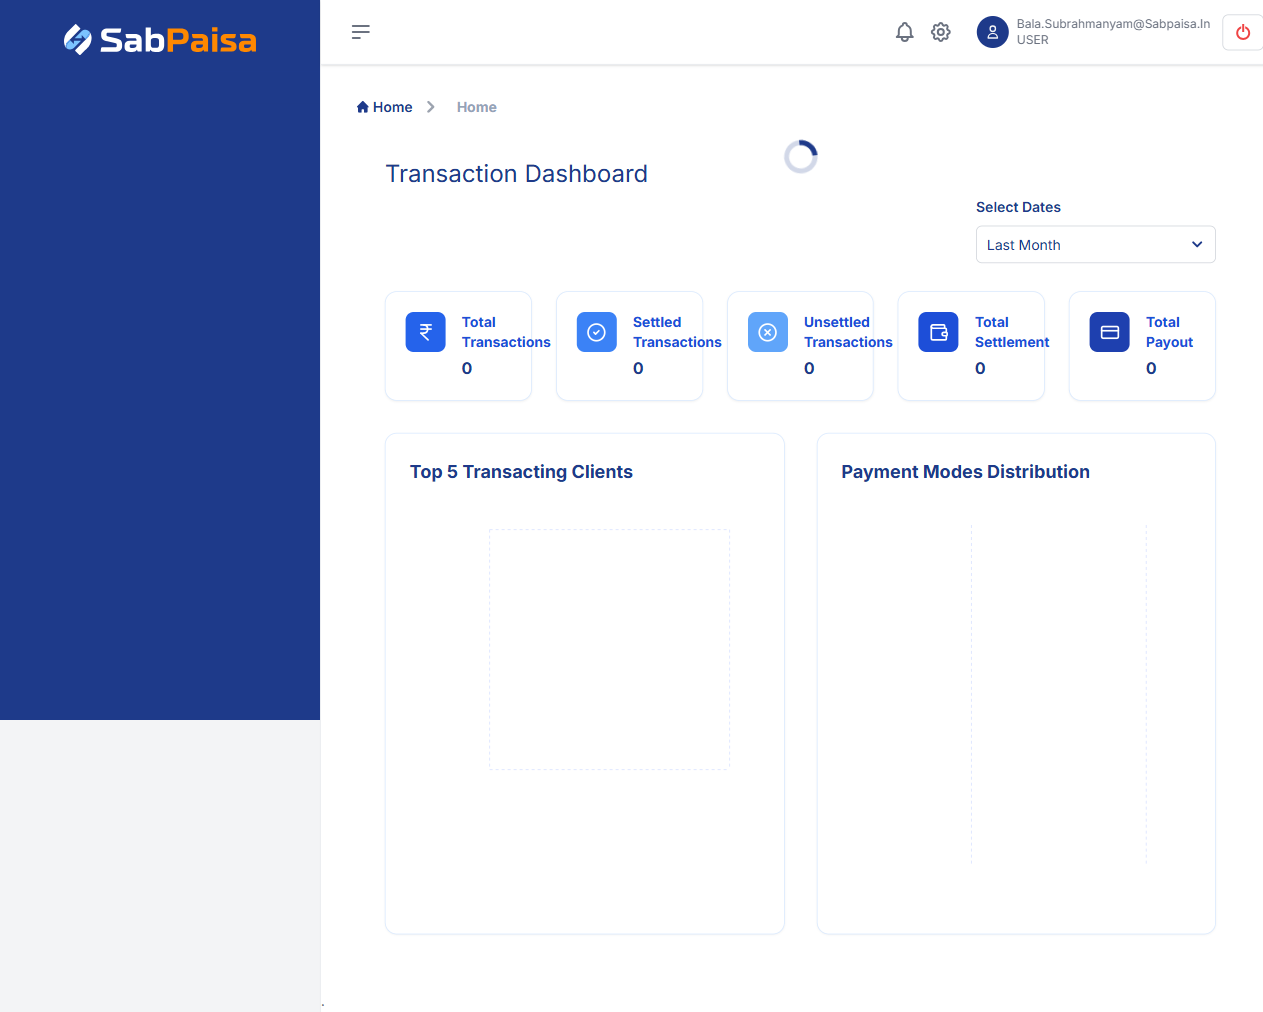 SabPaisa
Bala.Subrahmanyam@Sabpaisa.In
USER
Home
Home
Transaction Dashboard
Select Dates
Last Month
Total
Transactions
0
Settled
Transactions
0
Unsettled
Transactions
0
Total
Settlement
0
Total
Payout
0
Top 5 Transacting Clients
Payment Modes Distribution
.